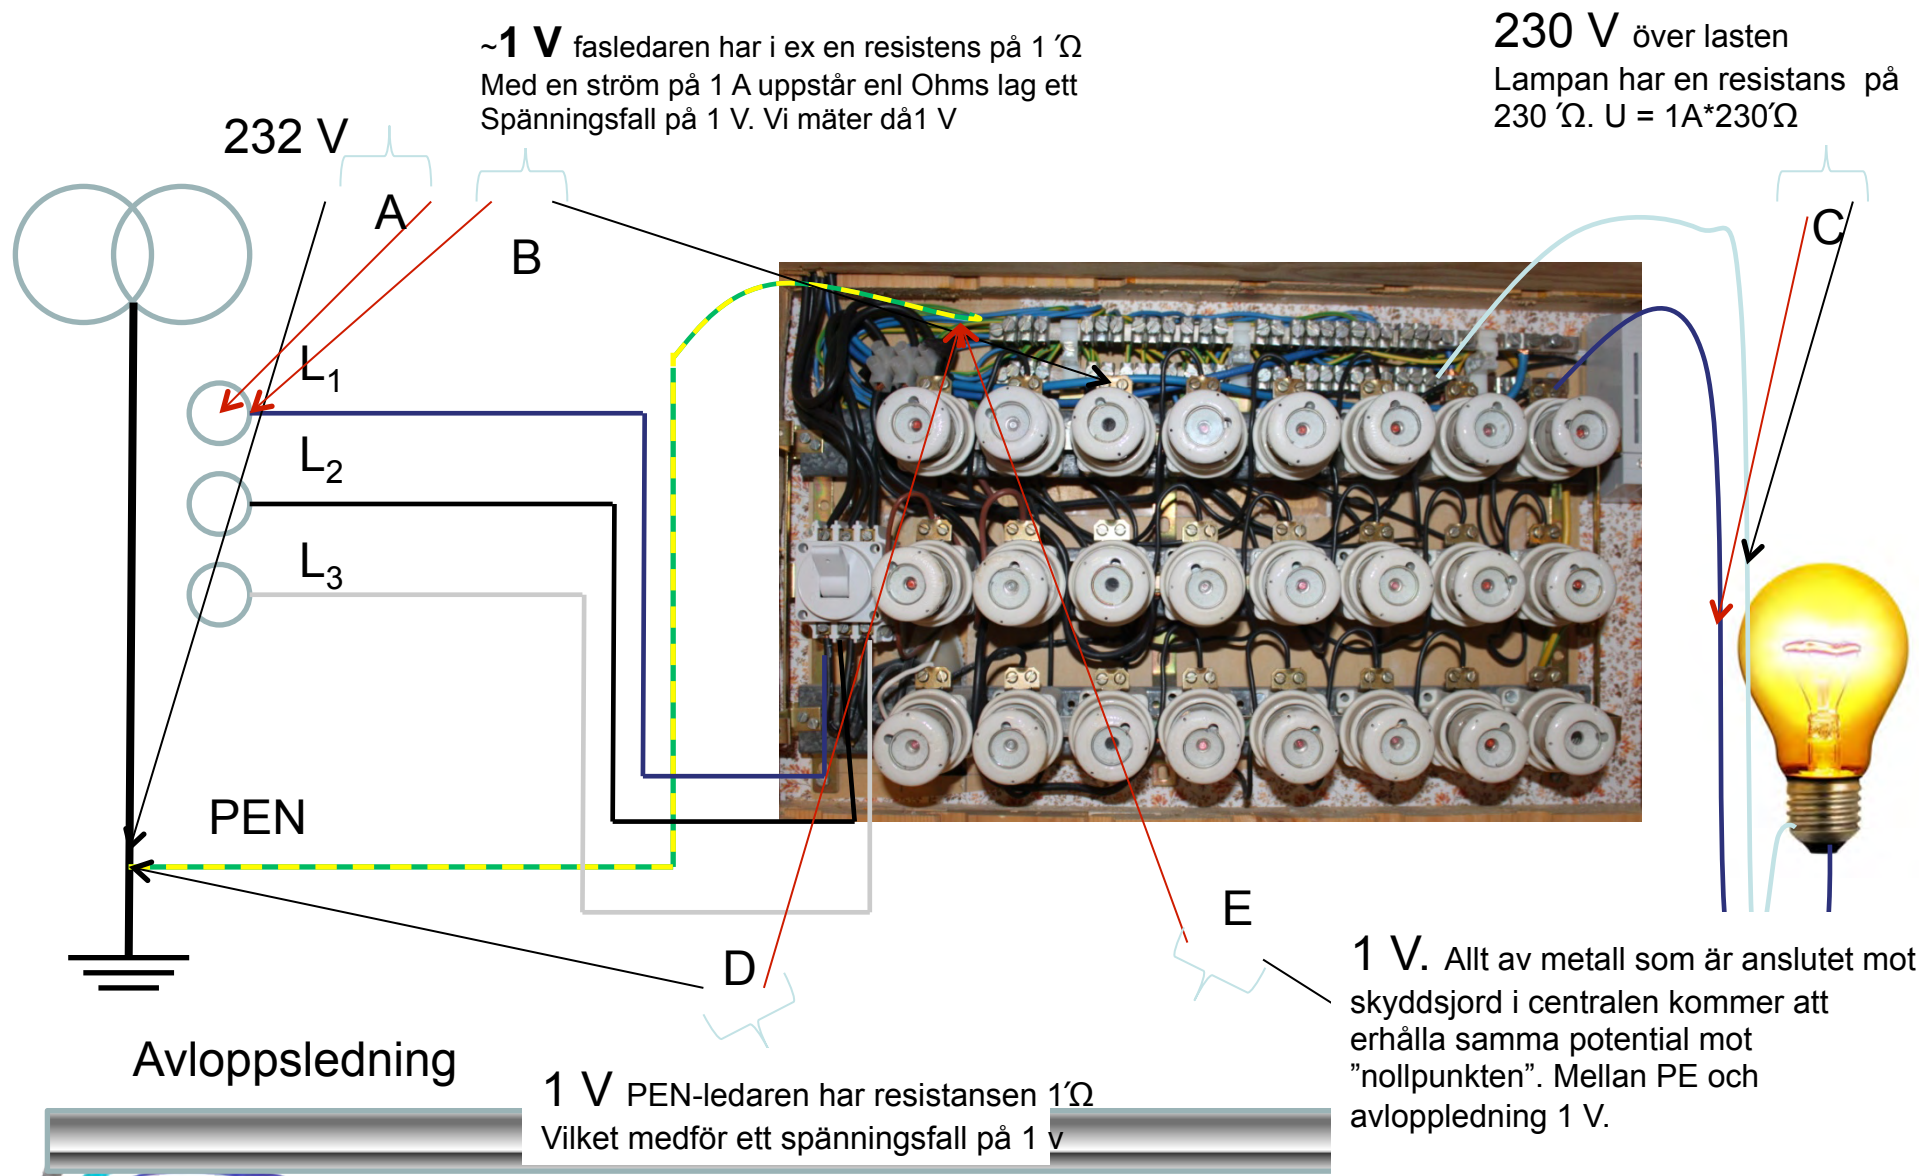 ~1 V fasledaren har i ex en resistens på 1 ´Ω
Med en ström på 1 A uppstår enl Ohms lag ett
Spänningsfall på 1 V. Vi mäter då1 V
230 V över lasten
Lampan har en resistans på
230 ´Ω. U = 1A*230´Ω
232 V
A
B
C
L1
L2
L3
PEN
D
E
1 V. Allt av metall som är anslutet mot
skyddsjord i centralen kommer att
erhålla samma potential mot
”nollpunkten”. Mellan PE och
avloppledning 1 V.
Avloppsledning
1 V PEN-ledaren har resistansen 1´Ω
Vilket medför ett spänningsfall på 1 v